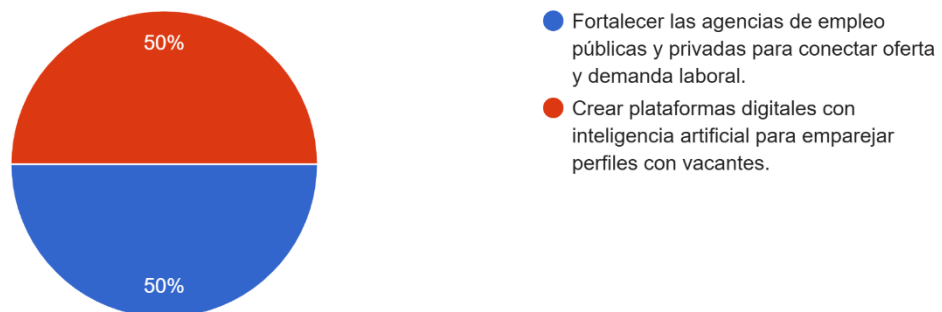 50%
50%
Fortalecer las agencias de empleo
públicas y privadas para conectar oferta
y demanda laboral.
Crear plataformas digitales con
inteligencia artificial para emparejar
perfiles con vacantes.